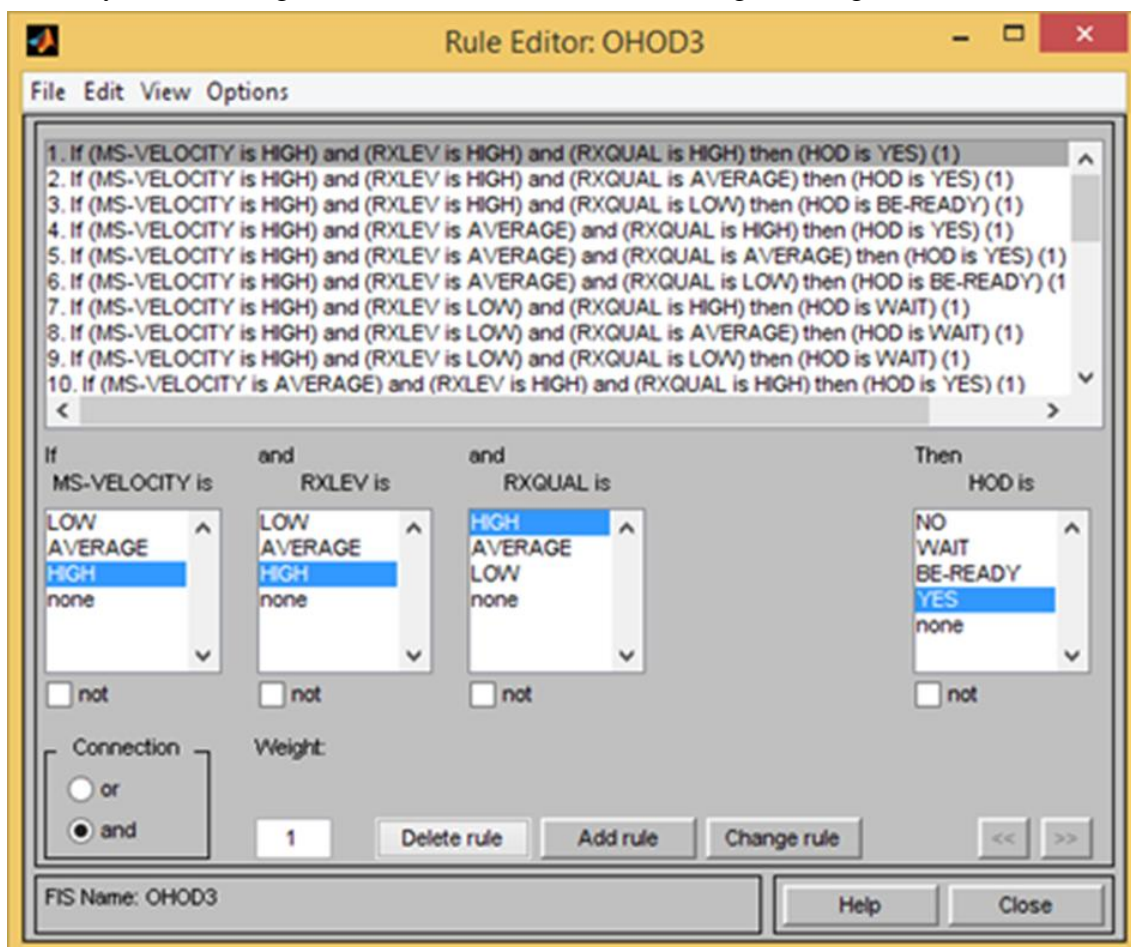 Rule Editor: OHOD3
File Edit View Options
1. If (MS-VELOCITY is HIGH) and (RXLEV is HIGH) and (RXQUAL is HIGH) then (HOD is YES) (1)
2. If (MS-VELOCITY is HIGH) and (RXLEV is HIGH) and (RXQUAL is AVERAGE) then (HOD is YES) (1)
3. If (MS-VELOCITY is HIGH) and (RXLEV is HIGH) and (RXQUAL is LOW) then (HOD is BE-READY) (1)
4. If (MS-VELOCITY is HIGH) and (RXLEV is AVERAGE) and (RXQUAL is HIGH) then (HOD is YES) (1)
5. If (MS-VELOCITY is HIGH) and (RXLEV is AVERAGE) and (RXQUAL is AVERAGE) then (HOD is YES) (1)
6. If (MS-VELOCITY is HIGH) and (RXLEV is AVERAGE) and (RXQUAL is LOW) then (HOD is BE-READY) (1
7. If (MS-VELOCITY is HIGH) and (RXLEV is LOW) and (RXQUAL is HIGH) then (HOD is WAIT) (1)
8. If (MS-VELOCITY is HIGH) and (RXLEV is LOW) and (RXQUAL is AVERAGE) then (HOD is WAIT) (1)
9. If (MS-VELOCITY is HIGH) and (RXLEV is LOW) and (RXQUAL is LOW) then (HOD is WAIT) (1)
10. If (MS-VELOCITY is AVERAGE) and (RXLEV is HIGH) and (RXQUAL is HIGH) then (HOD is YES) (1)
If and and Then
MS-VELOCITY is RXLEV is RXQUAL is HOD is
LOW LOW HIGH NO
AVERAGE AVERAGE AVERAGE WAIT
HIGH HIGH LOW BE-READY
none none none YES
none
not not not not
Connection Weight:
or
and 1 Delete rule Add rule Change rule << >>
FIS Name: OHOD3 Help Close